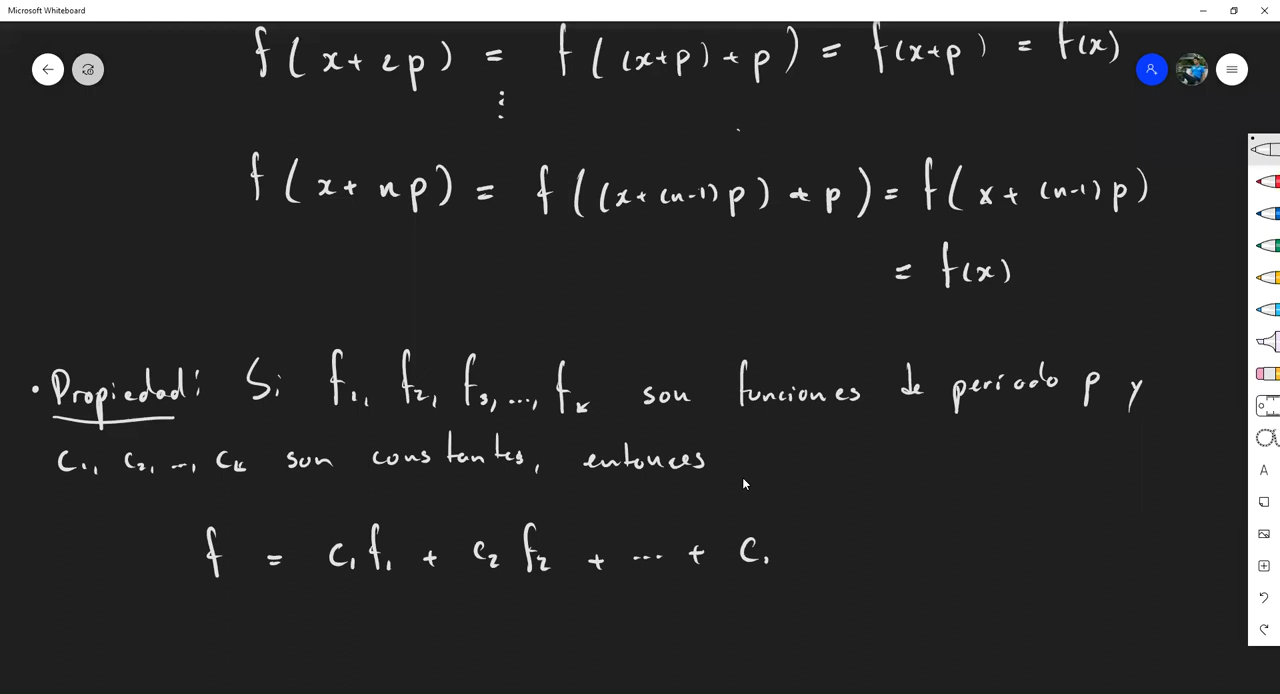 Microsoft Whiteboard
f(x+2p) = f((x+p)+p) = f(x+p) = f(x)
⋮
f(x+np) = f((x+(n-1)p)+p) = f(x+(n-1)p)
= f(x)
• Propiedad: Si f₁, f₂, f₃, ..., fₖ son funciones de período p y
c₁, c₂, ..., cₖ son constantes, entonces
f = c₁f₁ + c₂f₂ + ... + c.
A